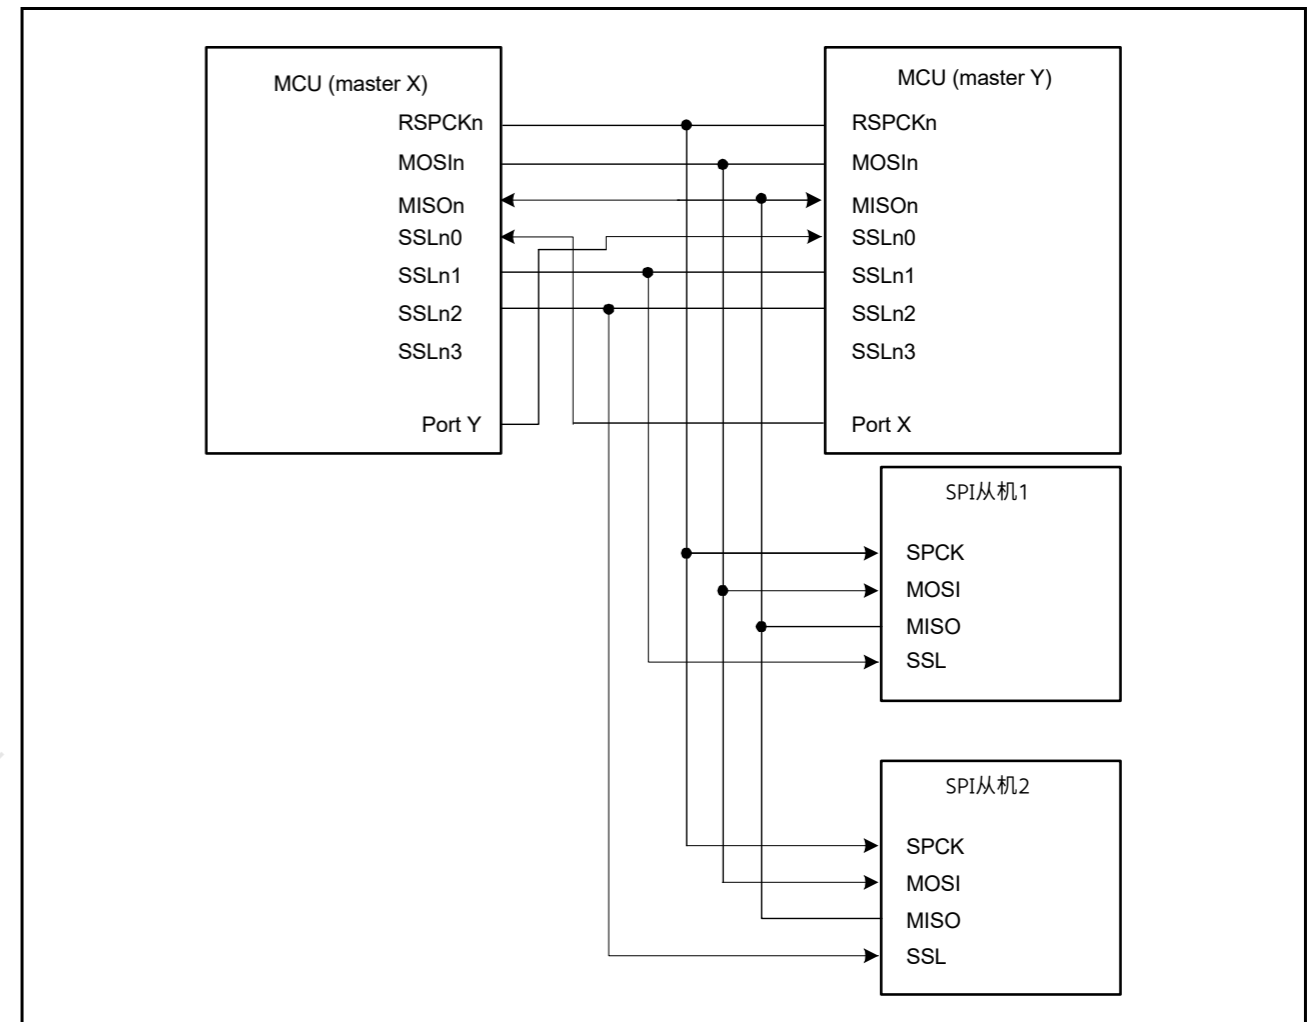 MCU (master X)
RSPCKn
MOSIn
MISOn
SSLn0
SSLn1
SSLn2
SSLn3
Port Y
MCU (master Y)
RSPCKn
MOSIn
MISOn
SSLn0
SSLn1
SSLn2
SSLn3
Port X
SPI从机1
SPCK
MOSI
MISO
SSL
SPI从机2
SPCK
MOSI
MISO
SSL